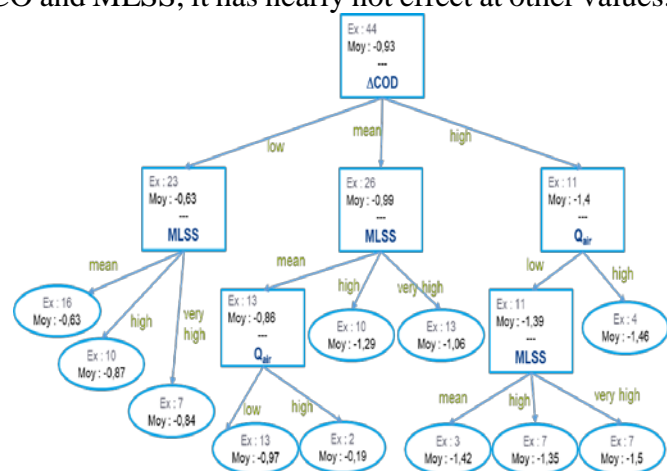 CO and MLSS, it has nearly not effect at other values.
Ex : 44
Moy : -0,93
---
ΔCOD
low
mean
high
Ex : 23
Moy : -0,63
---
MLSS
Ex : 26
Moy : -0,99
---
MLSS
Ex : 11
Moy : -1,4
---
Qair
mean
high
very
high
mean
high
very high
low
high
Ex : 16
Moy : -0,63
Ex : 10
Moy : -0,87
Ex : 7
Moy : -0,84
Ex : 13
Moy : -0,86
---
Qair
Ex : 10
Moy : -1,29
Ex : 13
Moy : -1,06
Ex : 11
Moy : -1,39
---
MLSS
Ex : 4
Moy : -1,46
low
high
mean
high
very high
Ex : 13
Moy : -0,97
Ex : 2
Moy : -0,19
Ex : 3
Moy : -1,42
Ex : 7
Moy : -1,35
Ex : 7
Moy : -1,5